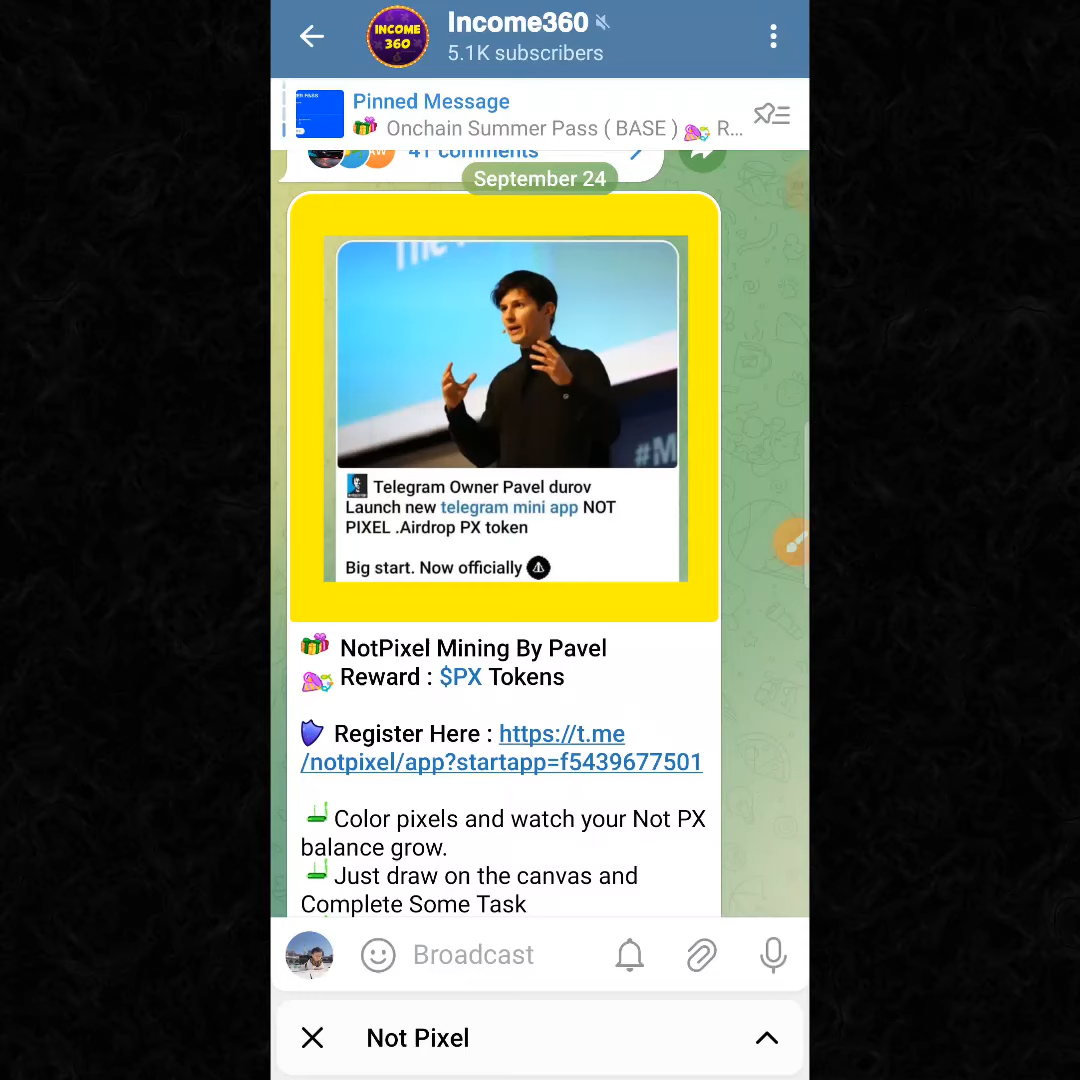 Income360
5.1K subscribers
INCOME
360
Pinned Message
Onchain Summer Pass ( BASE ) R...
41 comments
September 24
The
#M
Telegram Owner Pavel durov
Launch new telegram mini app NOT
PIXEL .Airdrop PX token
Big start. Now officially
NotPixel Mining By Pavel
Reward : $PX Tokens
Register Here : https://t.me
/notpixel/app?startapp=f5439677501
Color pixels and watch your Not PX
balance grow.
Just draw on the canvas and
Complete Some Task
Broadcast
Not Pixel